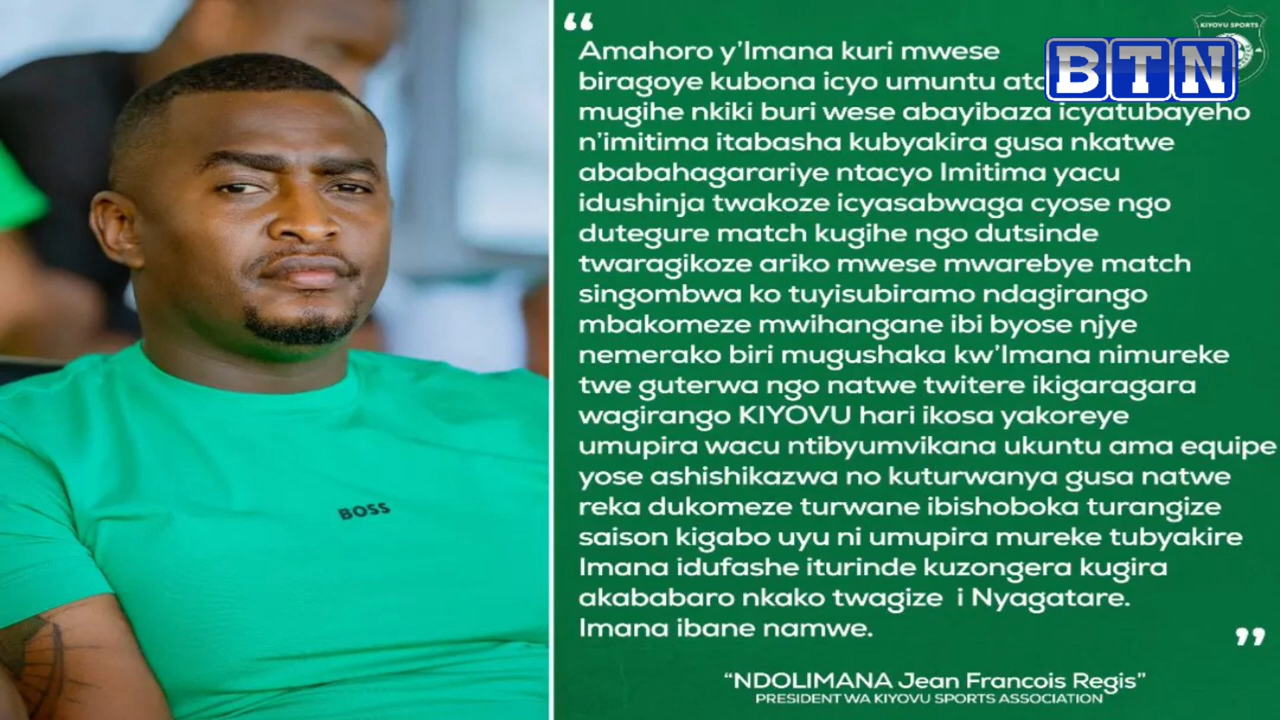 KIYOVU SPORTS
BTN
“
Amahoro y’Imana kuri mwese
biragoye kubona icyo umuntu
mugihe nkiki buri wese abayibaza icyatubayeho
n’imitima itabasha kubyakira gusa nkatwe
ababahagarariye ntacyo Imitima yacu
idushinja twakoze icyasabwaga cyose ngo
dutegure match kugihe ngo dutsinde
twaragikoze ariko mwese mwarebye match
singombwa ko tuyisubiramo ndagirango
mbakomeze mwihangane ibi byose njye
nemerako biri mugushaka kw’Imana nimureke
twe guterwa ngo natwe twitere ikigaragara
wagirango KIYOVU hari ikosa yakoreye
umupira wacu ntibyumvikana ukuntu ama equipe
yose ashishikazwa no kuturwanya gusa natwe
reka dukomeze turwane ibishoboka turangize
saison kigabo uyu ni umupira mureke tubyakire
Imana idufashe iturinde kuzongera kugira
akababaro nkako twagize i Nyagatare.
Imana ibane namwe.
”
“NDOLIMANA Jean Francois Regis”
PRESIDENT WA KIYOVU SPORTS ASSOCIATION
BOSS